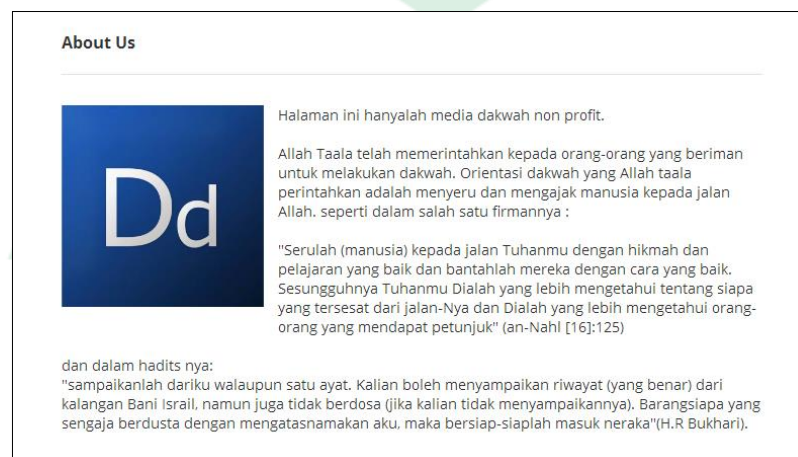 About Us
Dd
Halaman ini hanyalah media dakwah non profit.
Allah Taala telah memerintahkan kepada orang-orang yang beriman
untuk melakukan dakwah. Orientasi dakwah yang Allah taala
perintahkan adalah menyeru dan mengajak manusia kepada jalan
Allah. seperti dalam salah satu firmannya :
"Serulah (manusia) kepada jalan Tuhanmu dengan hikmah dan
pelajaran yang baik dan bantahlah mereka dengan cara yang baik.
Sesungguhnya Tuhanmu Dialah yang lebih mengetahui tentang siapa
yang tersesat dari jalan-Nya dan Dialah yang lebih mengetahui orang-
orang yang mendapat petunjuk" (an-Nahl [16]:125)
dan dalam hadits nya:
"sampaikanlah dariku walaupun satu ayat. Kalian boleh menyampaikan riwayat (yang benar) dari
kalangan Bani Israil, namun juga tidak berdosa (jika kalian tidak menyampaikannya). Barangsiapa yang
sengaja berdusta dengan mengatasnamakan aku, maka bersiap-siaplah masuk neraka"(H.R Bukhari).